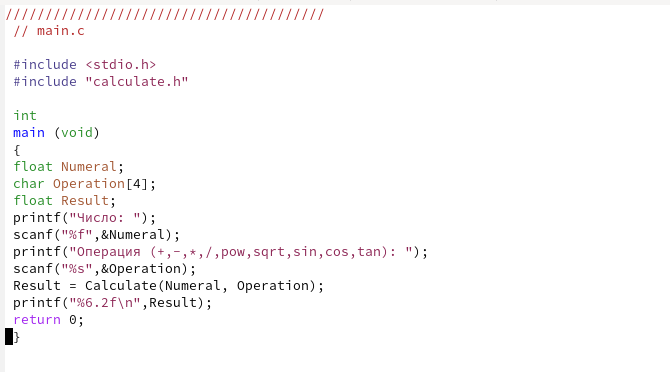 ////////////////////////////////////////
// main.c
#include <stdio.h>
#include "calculate.h"
int
main (void)
{
float Numeral;
char Operation[4];
float Result;
printf("Число: ");
scanf("%f",&Numeral);
printf("Операция (+,-,*,/,pow,sqrt,sin,cos,tan): ");
scanf("%s",&Operation);
Result = Calculate(Numeral, Operation);
printf("%6.2f\n",Result);
return 0;
}